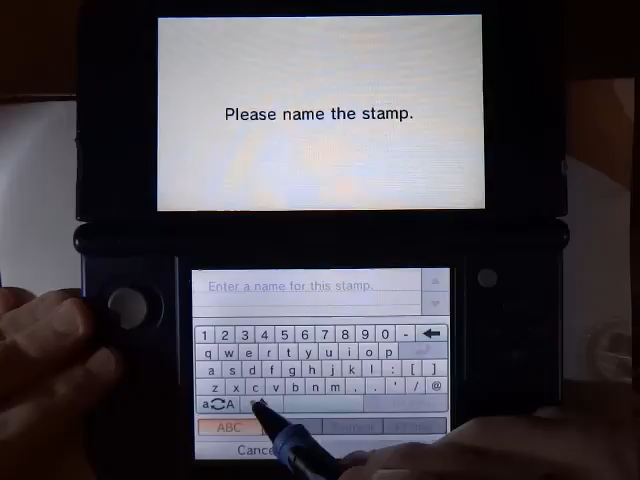 Please name the stamp.
Enter a name for this stamp.
1 2 3 4 5 6 7 8 9 0 -
q w e r t y u i o p
a s d f g h j k l : [ ]
z x c v b n m , . ' / @
a A
ABC